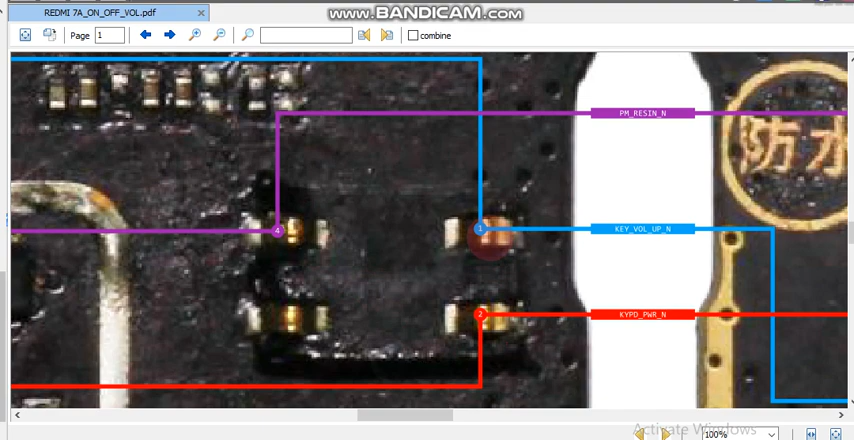 REDMI 7A_ON_OFF_VOL.pdf
WWW.BANDICAM.COM
Page 1
combine
PM_RESIN_N
防水
4
1
KEY_VOL_UP_N
2
KYPD_PWR_N
Activate Windows
100%